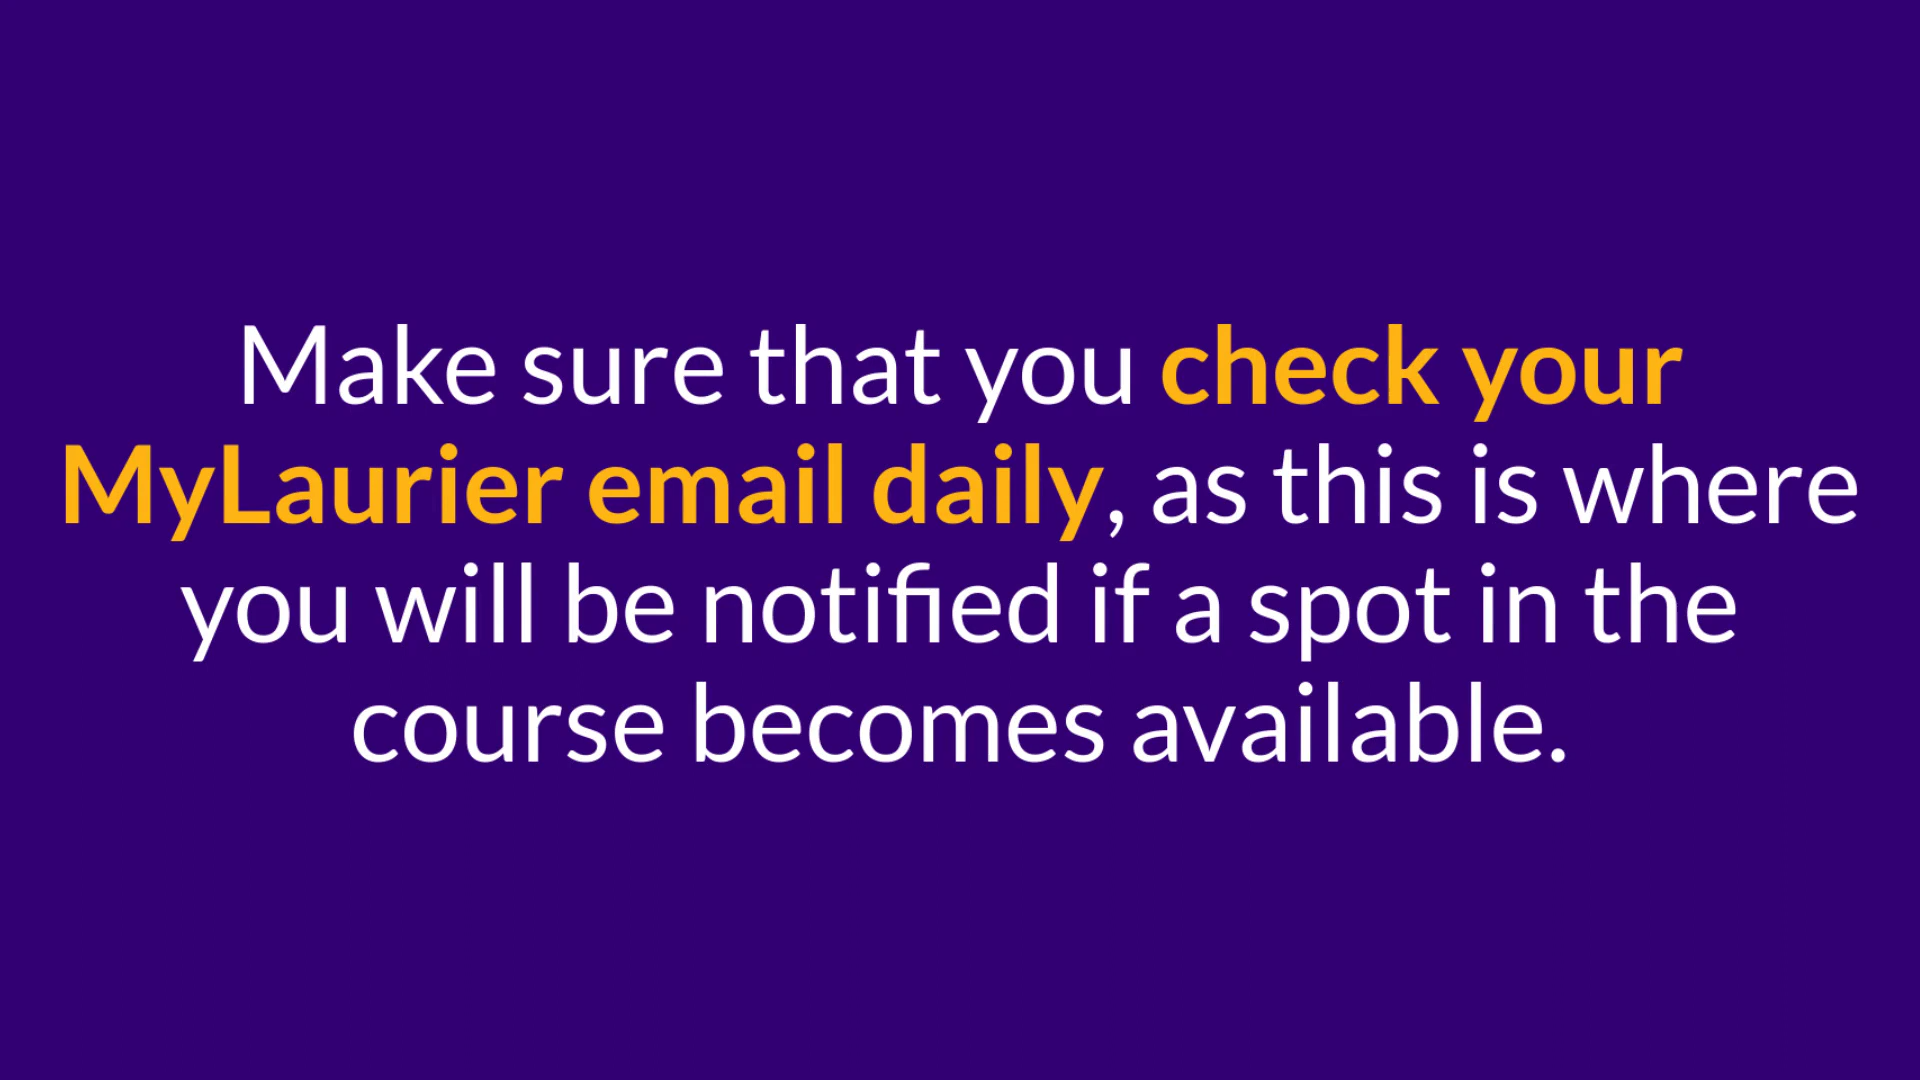 Make sure that you check your
MyLaurier email daily, as this is where
you will be notified if a spot in the
course becomes available.